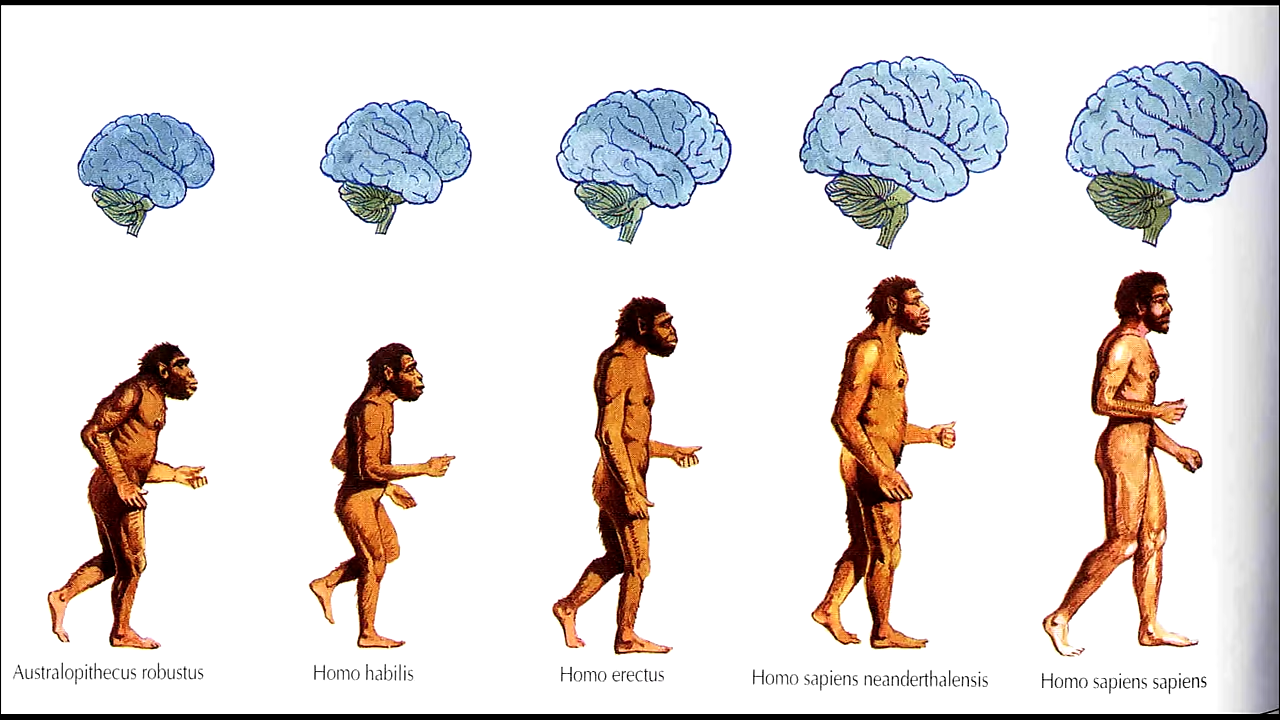 Australopithecus robustus
Homo habilis
Homo erectus
Homo sapiens neanderthalensis
Homo sapiens sapiens